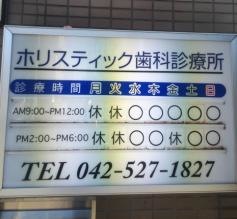 ホリスティック歯科診療所
診療時間 月 火 水 木 金 土 日
AM9:00~PM12:00 休 休 ○ ○ ○ ○ ○
PM2:00~PM6:00 休 休 ○ ○ 休 ○ ○
TEL 042-527-1827